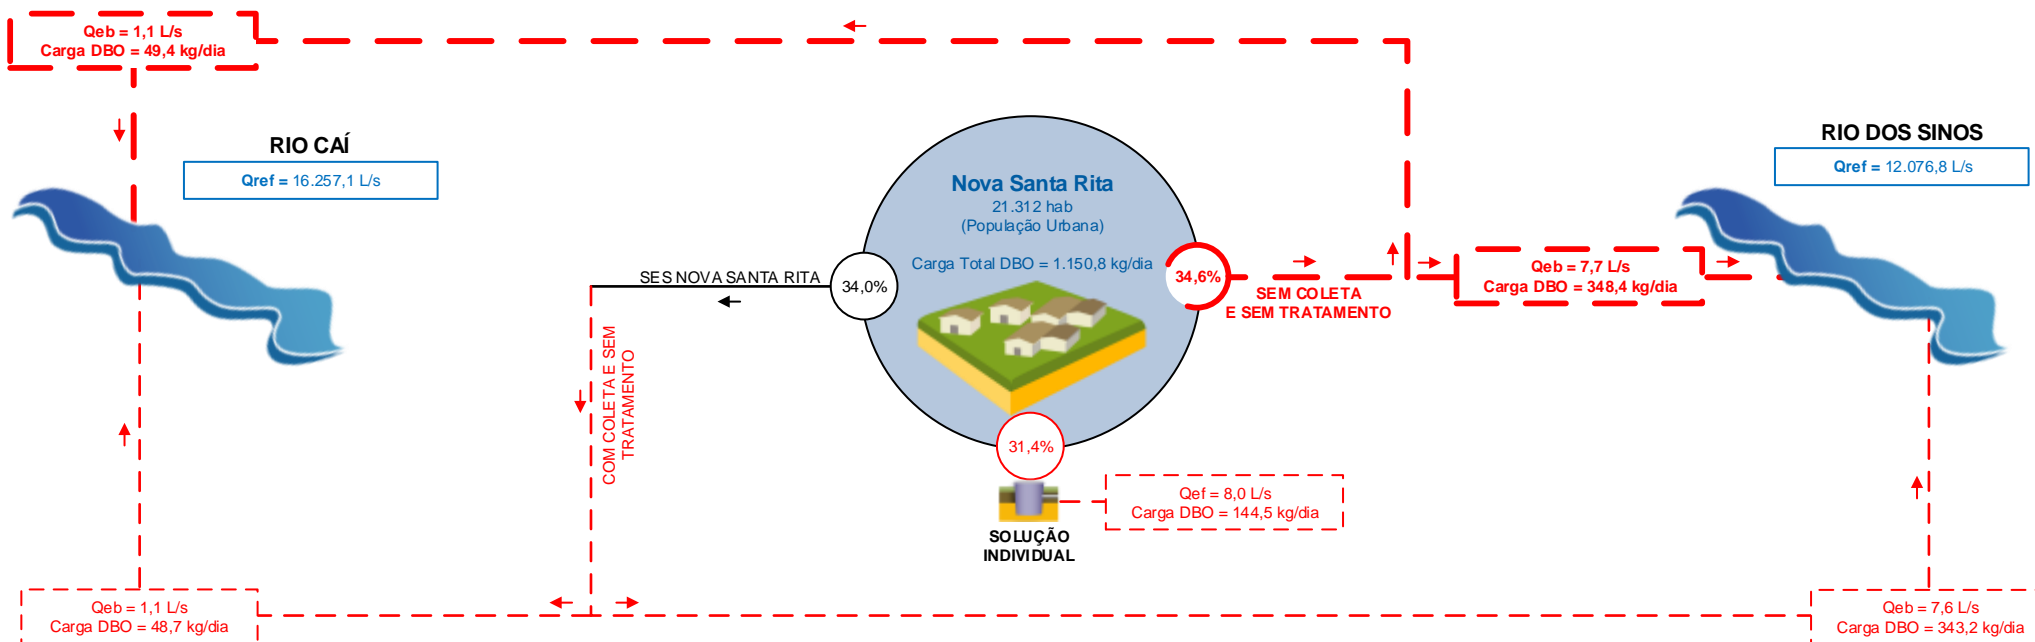 Qeb = 1,1 L/s
Carga DBO = 49,4 kg/dia
RIO CAÍ
Qref = 16.257,1 L/s
RIO DOS SINOS
Qref = 12.076,8 L/s
Nova Santa Rita
21.312 hab
(População Urbana)
Carga Total DBO = 1.150,8 kg/dia
SES NOVA SANTA RITA
34,0%
34,6%
SEM COLETA
E SEM TRATAMENTO
Qeb = 7,7 L/s
Carga DBO = 348,4 kg/dia
COM COLETA E SEM
TRATAMENTO
31,4%
Qef = 8,0 L/s
Carga DBO = 144,5 kg/dia
SOLUÇÃO
INDIVIDUAL
Qeb = 1,1 L/s
Carga DBO = 48,7 kg/dia
Qeb = 7,6 L/s
Carga DBO = 343,2 kg/dia